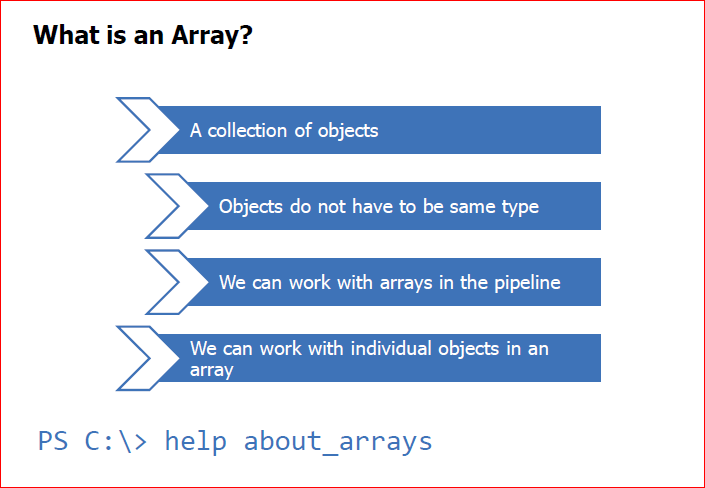 What is an Array?
A collection of objects
Objects do not have to be same type
We can work with arrays in the pipeline
We can work with individual objects in an
array
PS C:\> help about_arrays